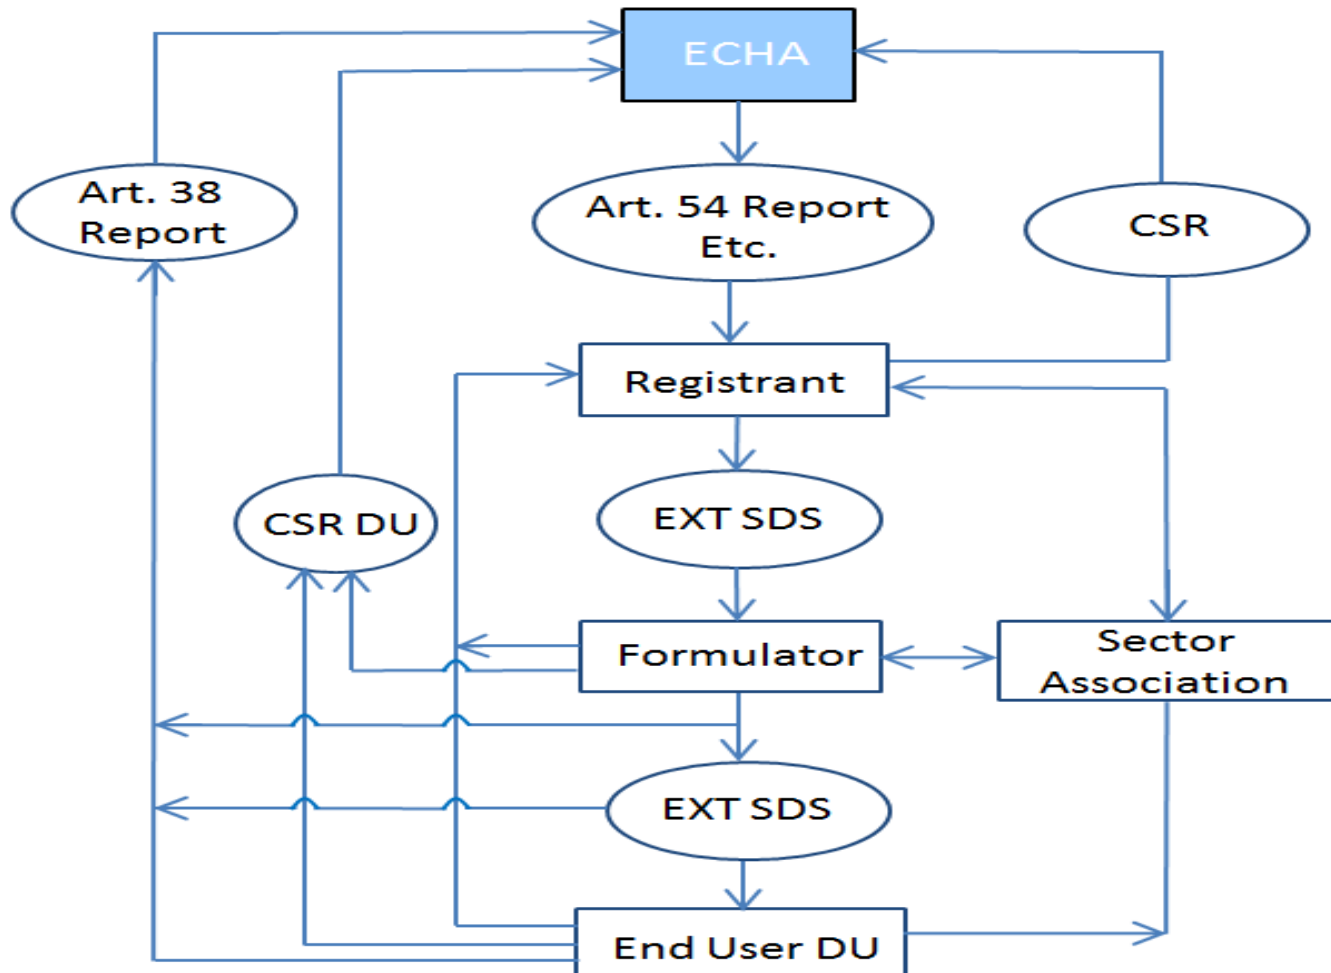 ECHA
Art. 38
Report
Art. 54 Report
Etc.
CSR
Registrant
CSR DU
EXT SDS
Formulator
Sector
Association
EXT SDS
End User DU